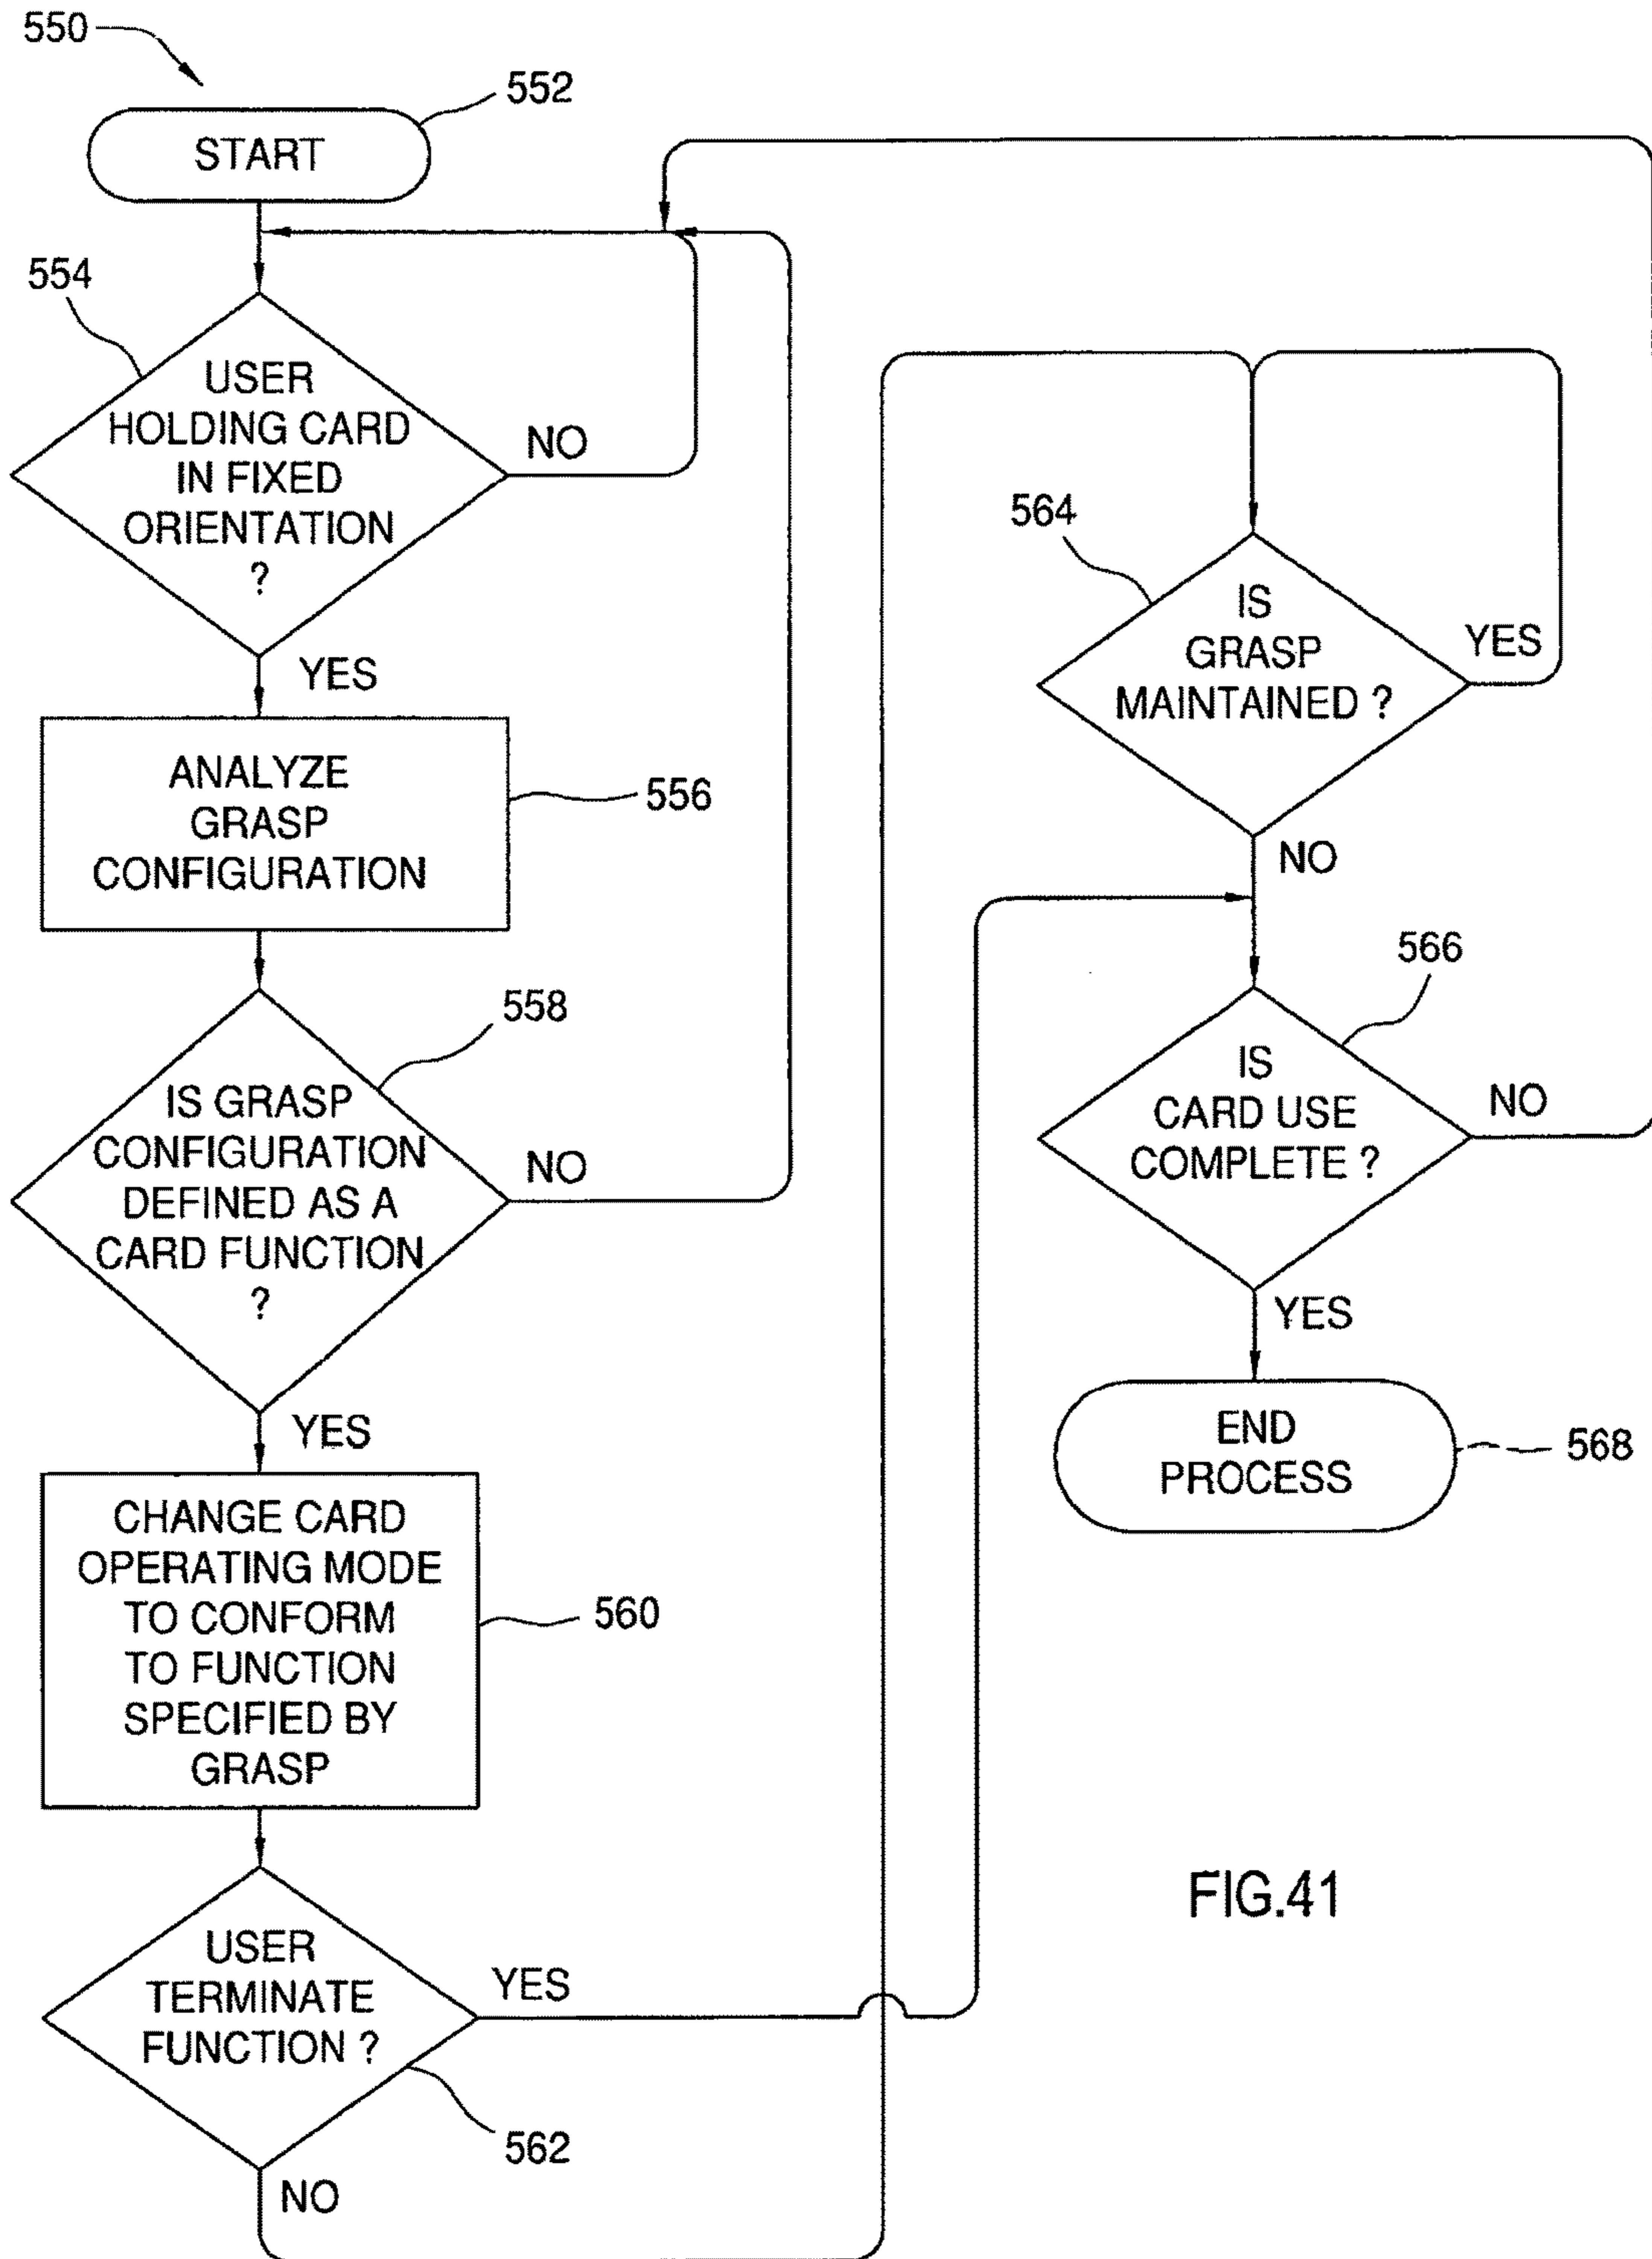 550
552
START
554
USER
HOLDING CARD
IN FIXED
ORIENTATION
?
NO
YES
ANALYZE
GRASP
CONFIGURATION
556
558
IS GRASP
CONFIGURATION
DEFINED AS A
CARD FUNCTION
?
NO
YES
CHANGE CARD
OPERATING MODE
TO CONFORM
TO FUNCTION
SPECIFIED BY
GRASP
560
USER
TERMINATE
FUNCTION ?
YES
562
NO
564
IS
GRASP
MAINTAINED ?
YES
NO
566
IS
CARD USE
COMPLETE ?
NO
YES
END
PROCESS
568
FIG.41